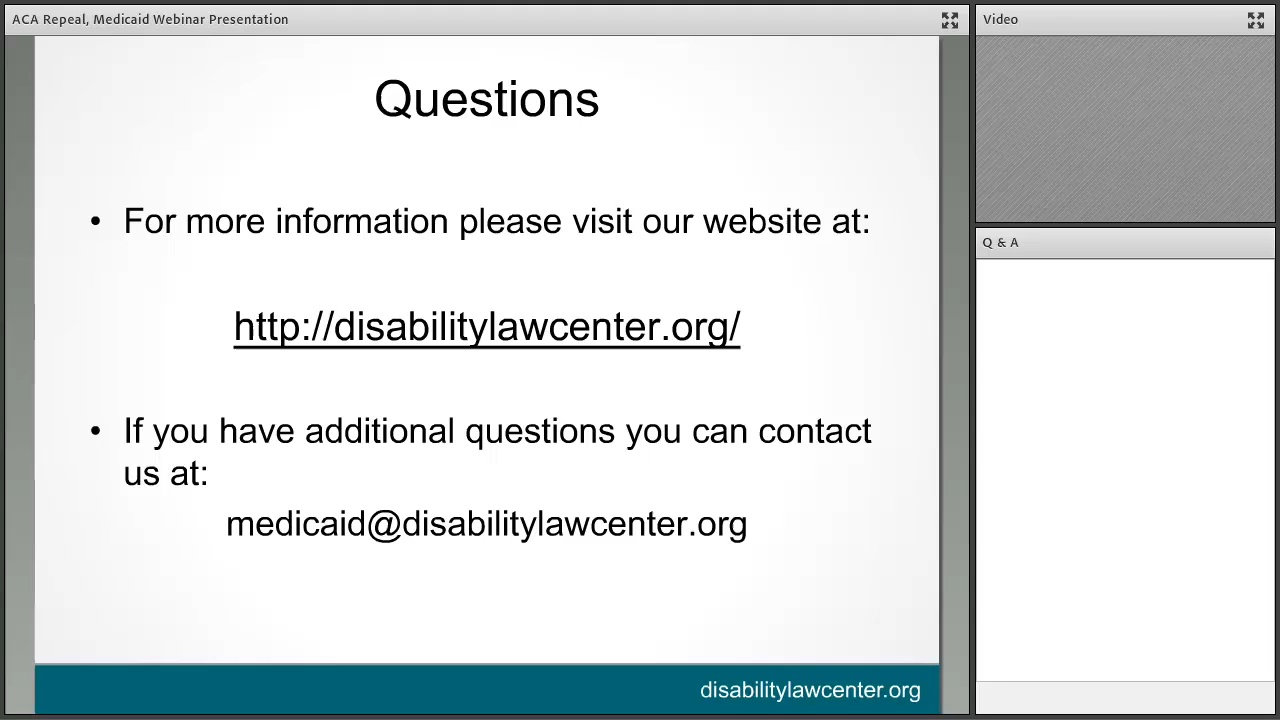 ACA Repeal, Medicaid Webinar Presentation
Video
Questions
• For more information please visit our website at:
http://disabilitylawcenter.org/
• If you have additional questions you can contact
us at:
medicaid@disabilitylawcenter.org
disabilitylawcenter.org
Q & A